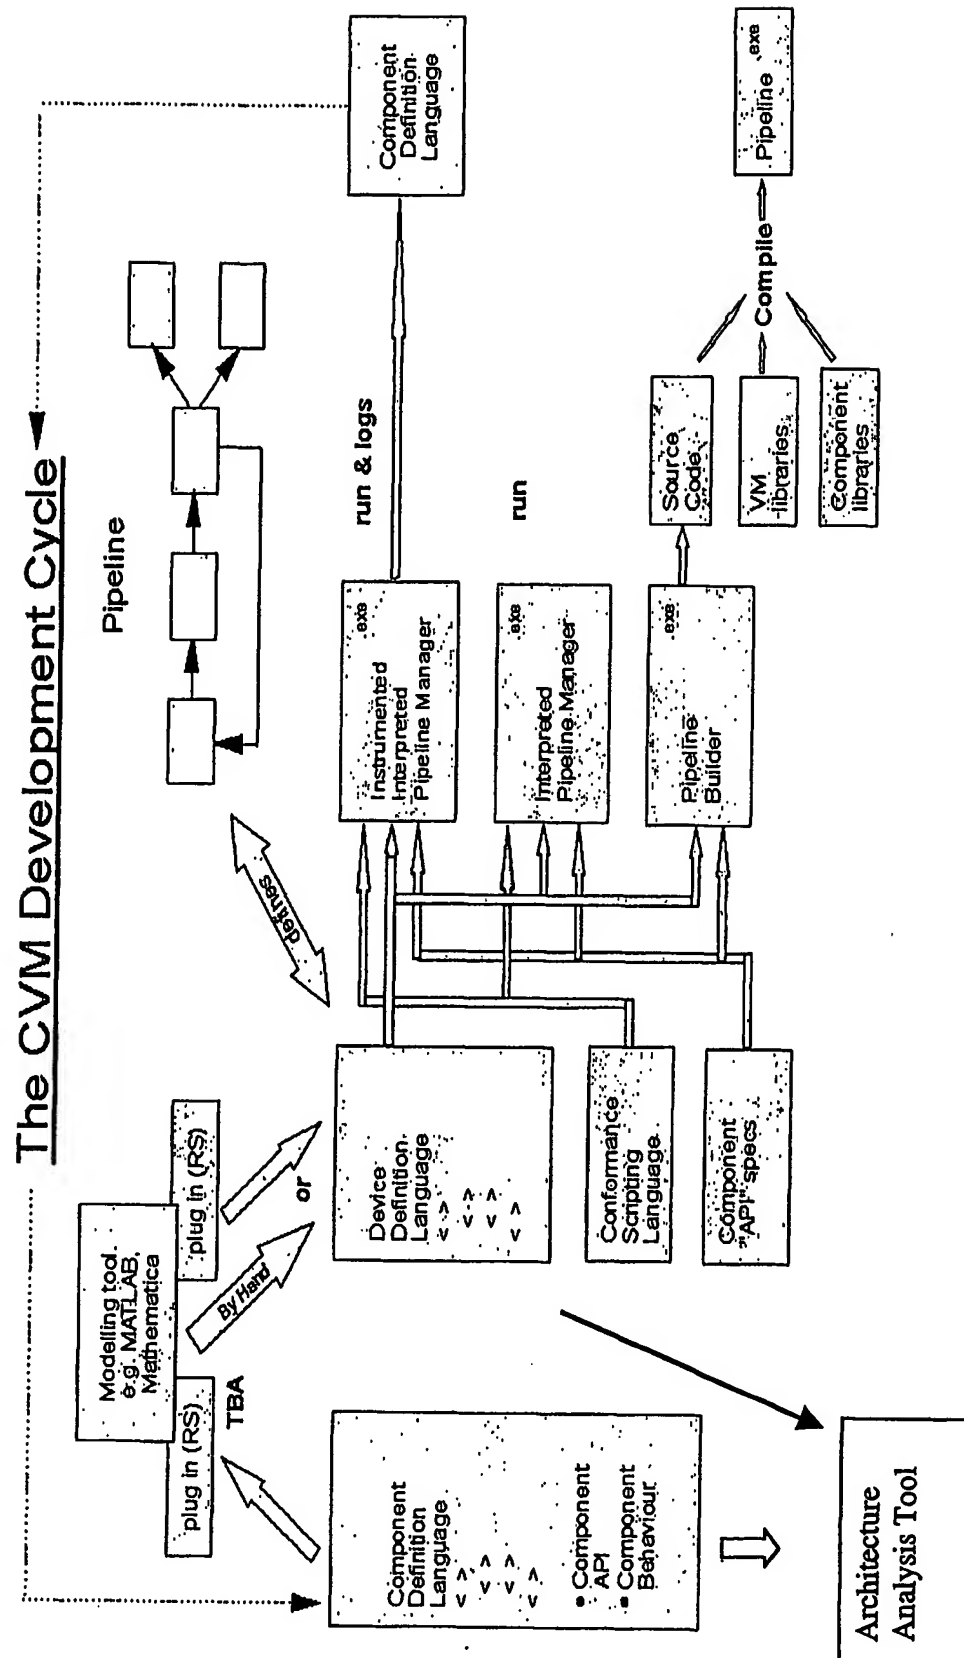 The CVM Development Cycle
Modelling tool.
e.g. MATLAB,
Mathematica
plug in (RS)
plug in (RS)
TBA
By Hand
or
defines
Pipeline
Component
Definition
Language
< >
< >
< >
< >
• Component
API
• Component
Behaviour
Device
Definition
Language
< >
< >
< >
< >
Conformance
Scripting
Language
Component
"API" specs
Instrumented
Interpreted
Pipeline Manager
.exe
run & logs
Component
Definition
Language
Interpreted
Pipeline Manager
.exe
run
Pipeline
Builder
.exe
Source
Code
VM
libraries
Component
libraries
Compile
Pipeline
.exe
Architecture
Analysis Tool